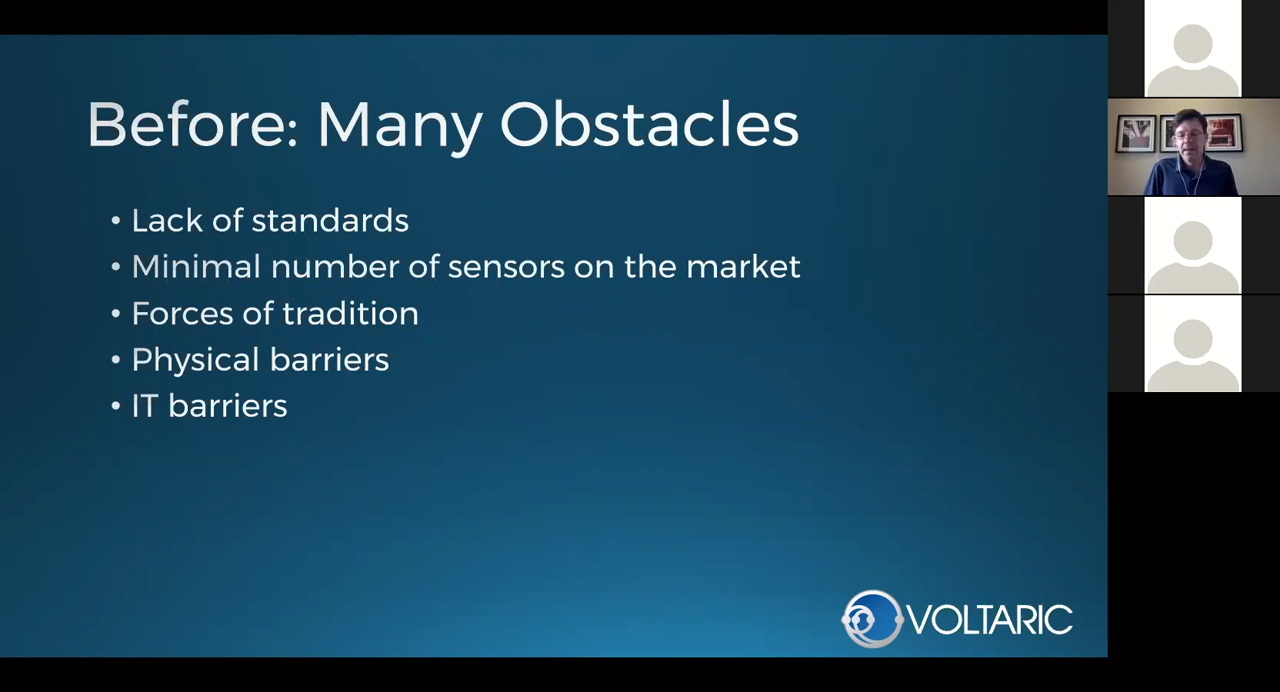 Before: Many Obstacles
• Lack of standards
• Minimal number of sensors on the market
• Forces of tradition
• Physical barriers
• IT barriers
VOLTARIC